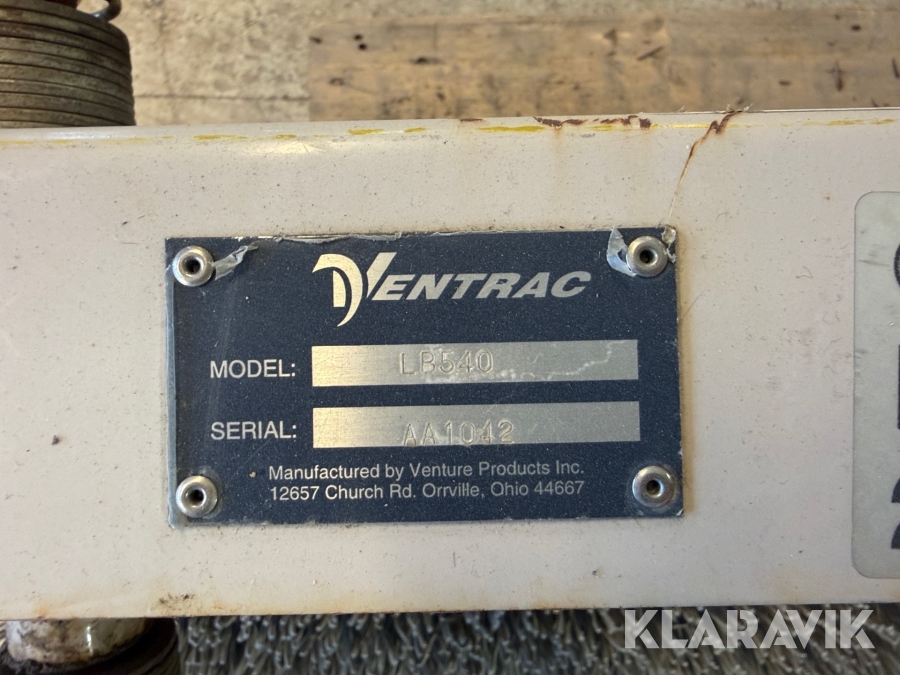 VENTRAC
MODEL: LB540
SERIAL: AA1042
Manufactured by Venture Products Inc.
12657 Church Rd. Orrville, Ohio 44667
KLARAVIK